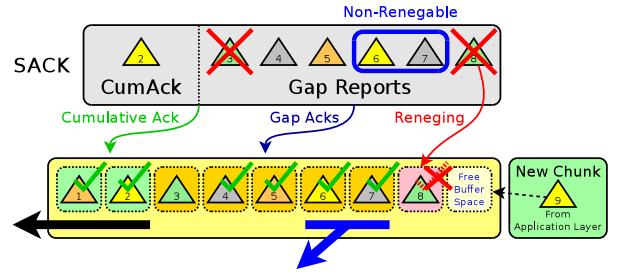 Non-Renegable
SACK
2
3
4
5
6
7
8
CumAck
Gap Reports
Cumulative Ack
Gap Acks
Reneging
1
2
3
4
5
6
7
8
Free
Buffer
Space
New Chunk
9
From
Application Layer